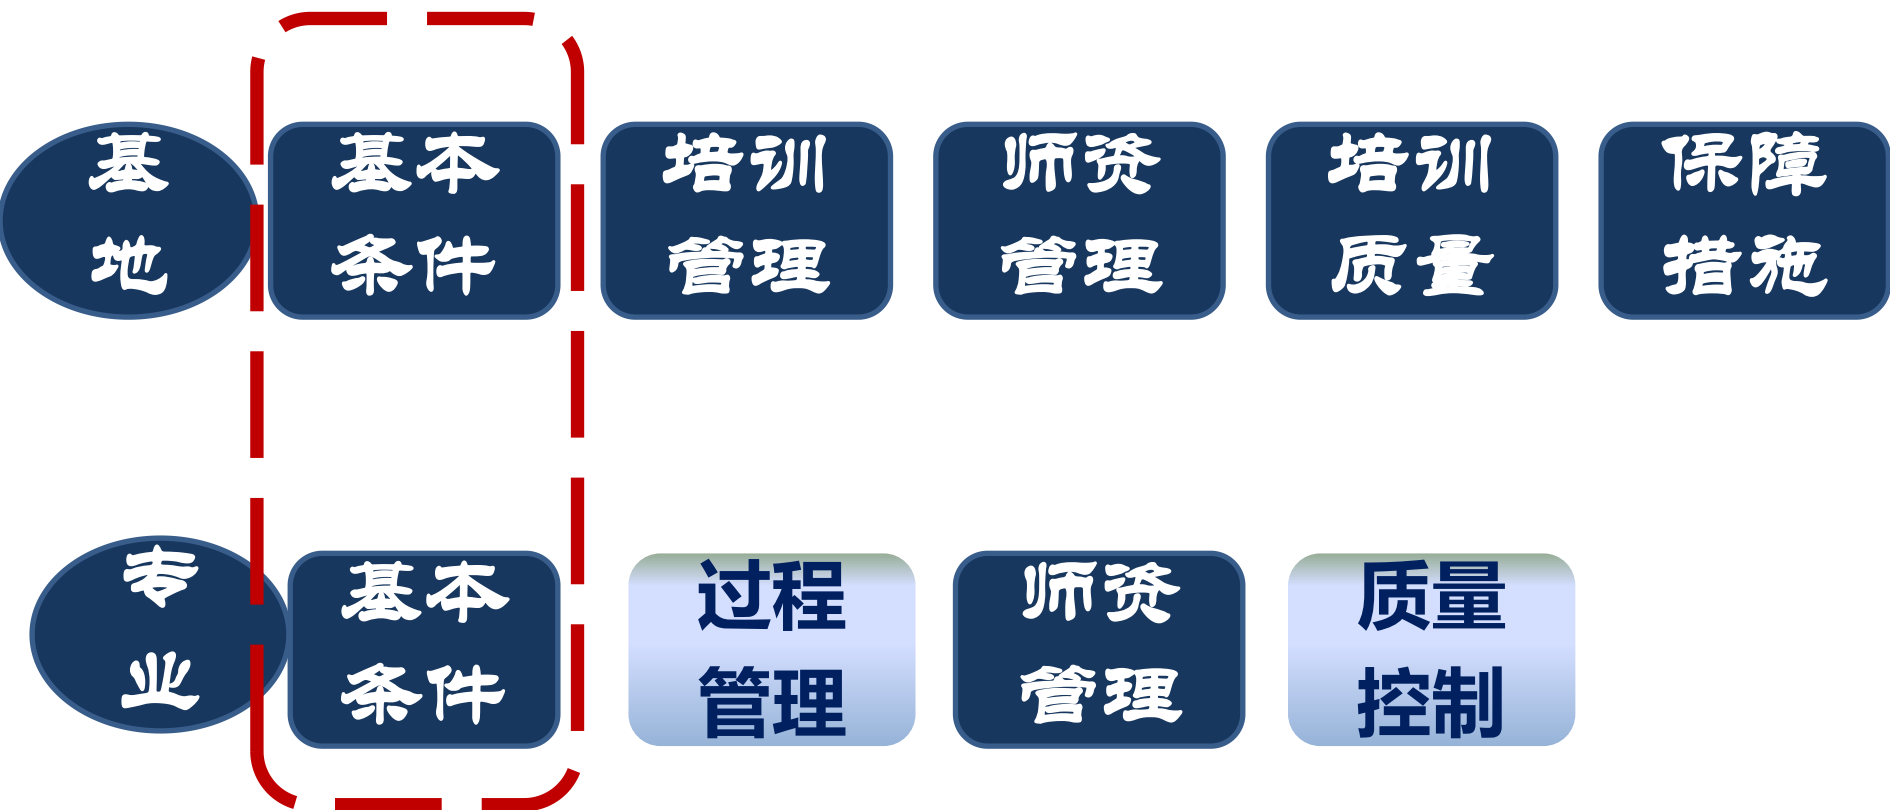 基
地
基本
条件
培训
管理
师资
管理
培训
质量
保障
措施
专
业
基本
条件
过程
管理
师资
管理
质量
控制